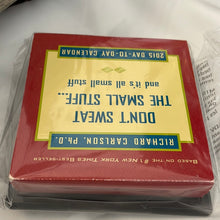 BASED ON THE #1 NEW YORK TIMES BEST-SELLER
RICHARD CARLSON, Ph.D.
DON'T SWEAT
THE SMALL STUFF...
and it's all small stuff
2015 DAY-TO-DAY CALENDAR